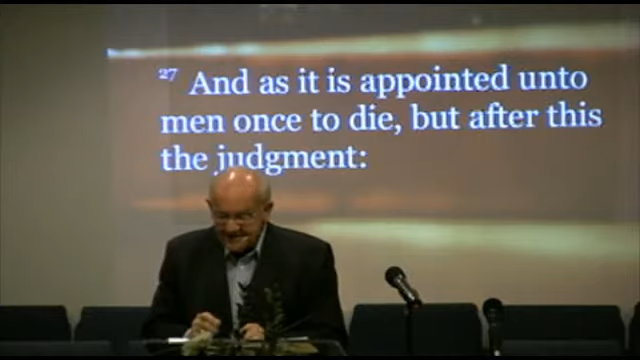 27 And as it is appointed unto
men once to die, but after this
the judgment: